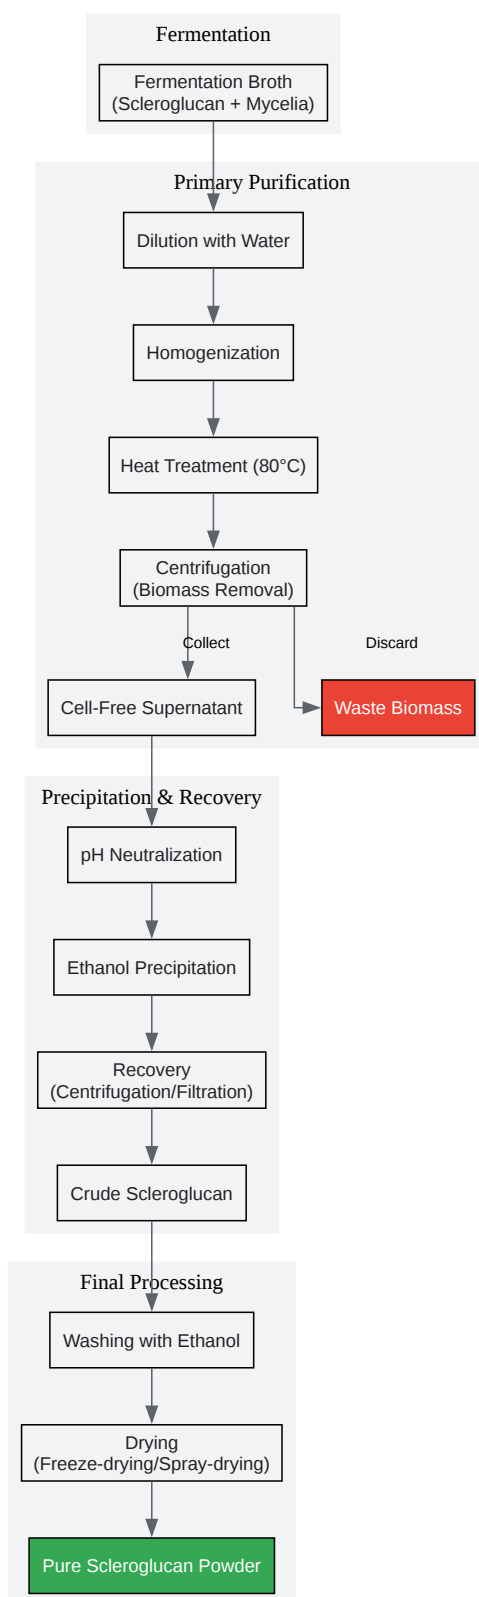 Fermentation
Fermentation Broth
(Scleroglucan + Mycelia)
Primary Purification
Dilution with Water
Homogenization
Heat Treatment (80°C)
Centrifugation
(Biomass Removal)
Collect
Discard
Cell-Free Supernatant
Waste Biomass
Precipitation & Recovery
pH Neutralization
Ethanol Precipitation
Recovery
(Centrifugation/Filtration)
Crude Scleroglucan
Final Processing
Washing with Ethanol
Drying
(Freeze-drying/Spray-drying)
Pure Scleroglucan Powder